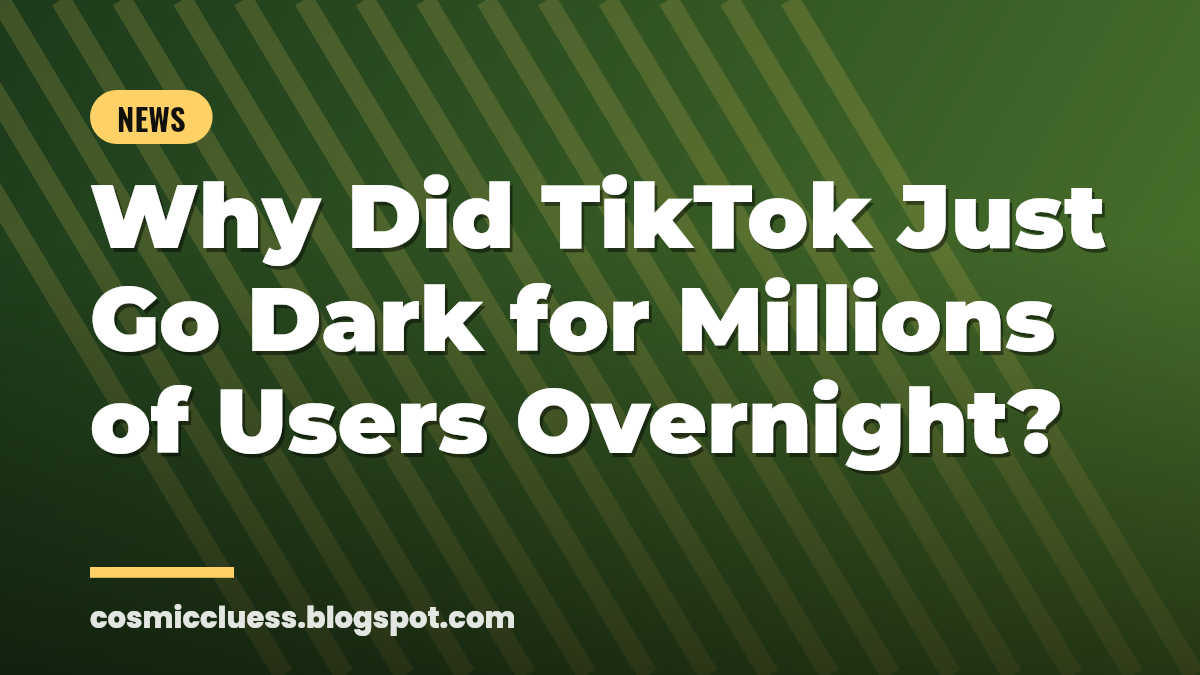 NEWS
Why Did TikTok Just
Go Dark for Millions
of Users Overnight?
cosmiccluess.blogspot.com